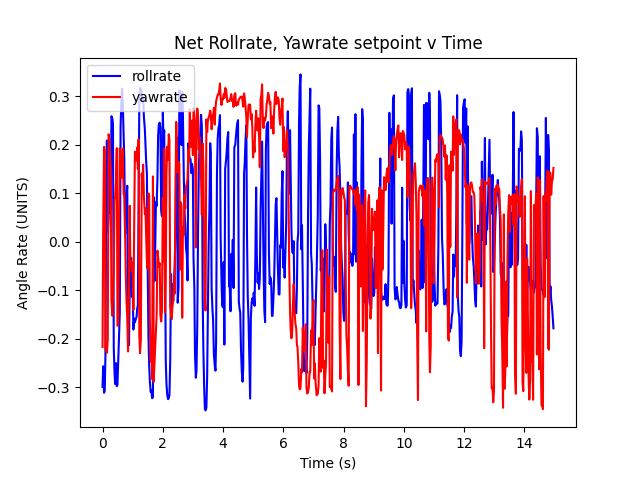 Net Rollrate, Yawrate setpoint v Time
rollrate
yawrate
0.3
0.2
0.1
0.0
−0.1
−0.2
−0.3
Angle Rate (UNITS)
0 2 4 6 8 10 12 14
Time (s)